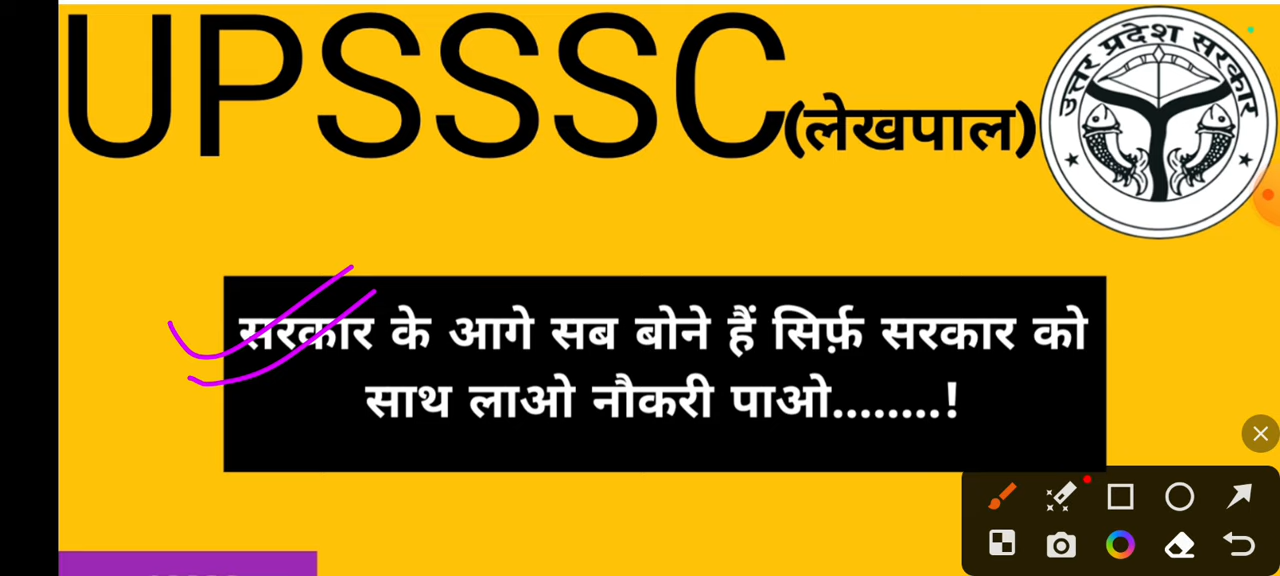 UPSSSC(लेखपाल)
उत्तर प्रदेश सरकार
सरकार के आगे सब बोने हैं सिर्फ़ सरकार को
साथ लाओ नौकरी पाओ........!